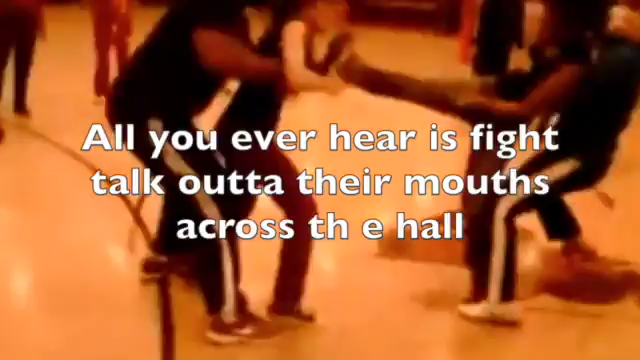 All you ever hear is fight
talk outta their mouths
across th e hall